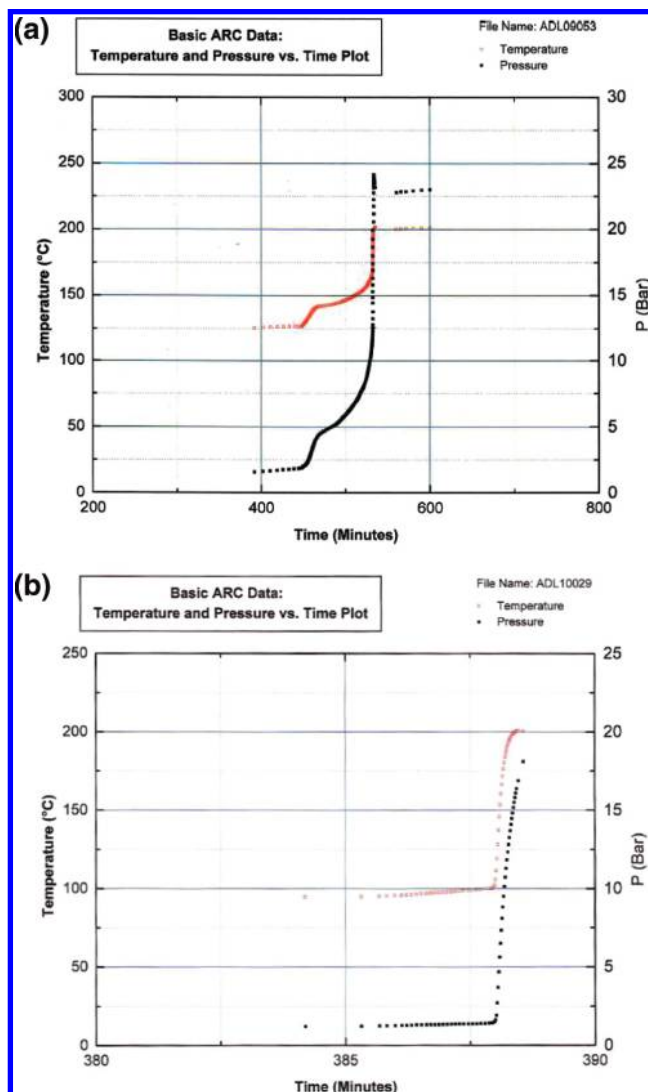 (a)
Basic ARC Data:
Temperature and Pressure vs. Time Plot
File Name: ADL09053
Temperature
Pressure
300
250
200
150
100
50
0
Temperature (°C)
30
25
20
15
10
5
0
P (Bar)
200
400
600
800
Time (Minutes)
(b)
Basic ARC Data:
Temperature and Pressure vs. Time Plot
File Name: ADL10029
Temperature
Pressure
250
200
150
100
50
0
Temperature (°C)
25
20
15
10
5
0
P (Bar)
380
385
390
Time (Minutes)